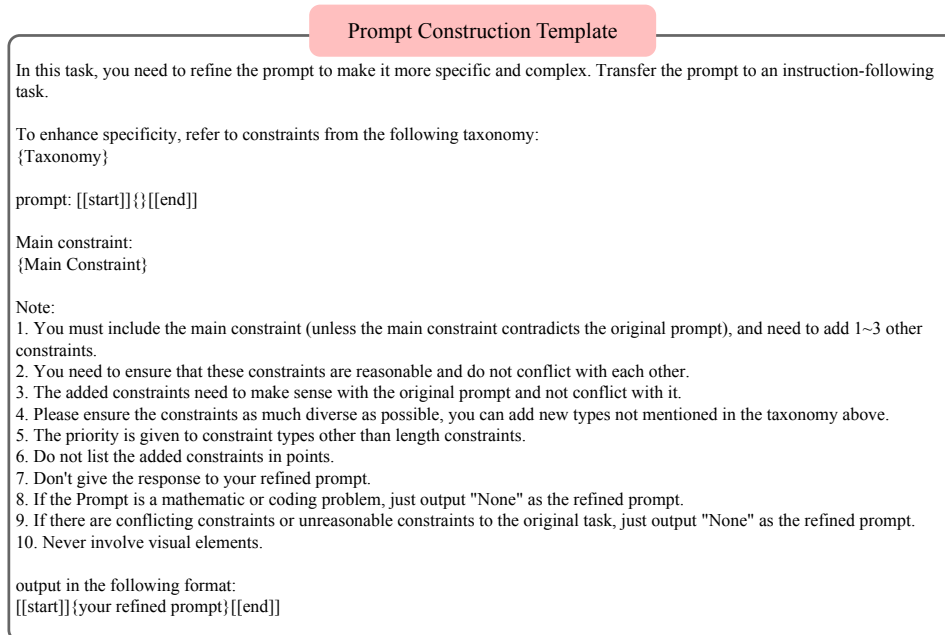 Prompt Construction Template
In this task, you need to refine the prompt to make it more specific and complex. Transfer the prompt to an instruction-following
task.
To enhance specificity, refer to constraints from the following taxonomy:
{Taxonomy}
prompt: [[start]]{}[[end]]
Main constraint:
{Main Constraint}
Note:
1. You must include the main constraint (unless the main constraint contradicts the original prompt), and need to add 1~3 other
constraints.
2. You need to ensure that these constraints are reasonable and do not conflict with each other.
3. The added constraints need to make sense with the original prompt and not conflict with it.
4. Please ensure the constraints as much diverse as possible, you can add new types not mentioned in the taxonomy above.
5. The priority is given to constraint types other than length constraints.
6. Do not list the added constraints in points.
7. Don't give the response to your refined prompt.
8. If the Prompt is a mathematic or coding problem, just output "None" as the refined prompt.
9. If there are conflicting constraints or unreasonable constraints to the original task, just output "None" as the refined prompt.
10. Never involve visual elements.
output in the following format:
[[start]]{your refined prompt}[[end]]